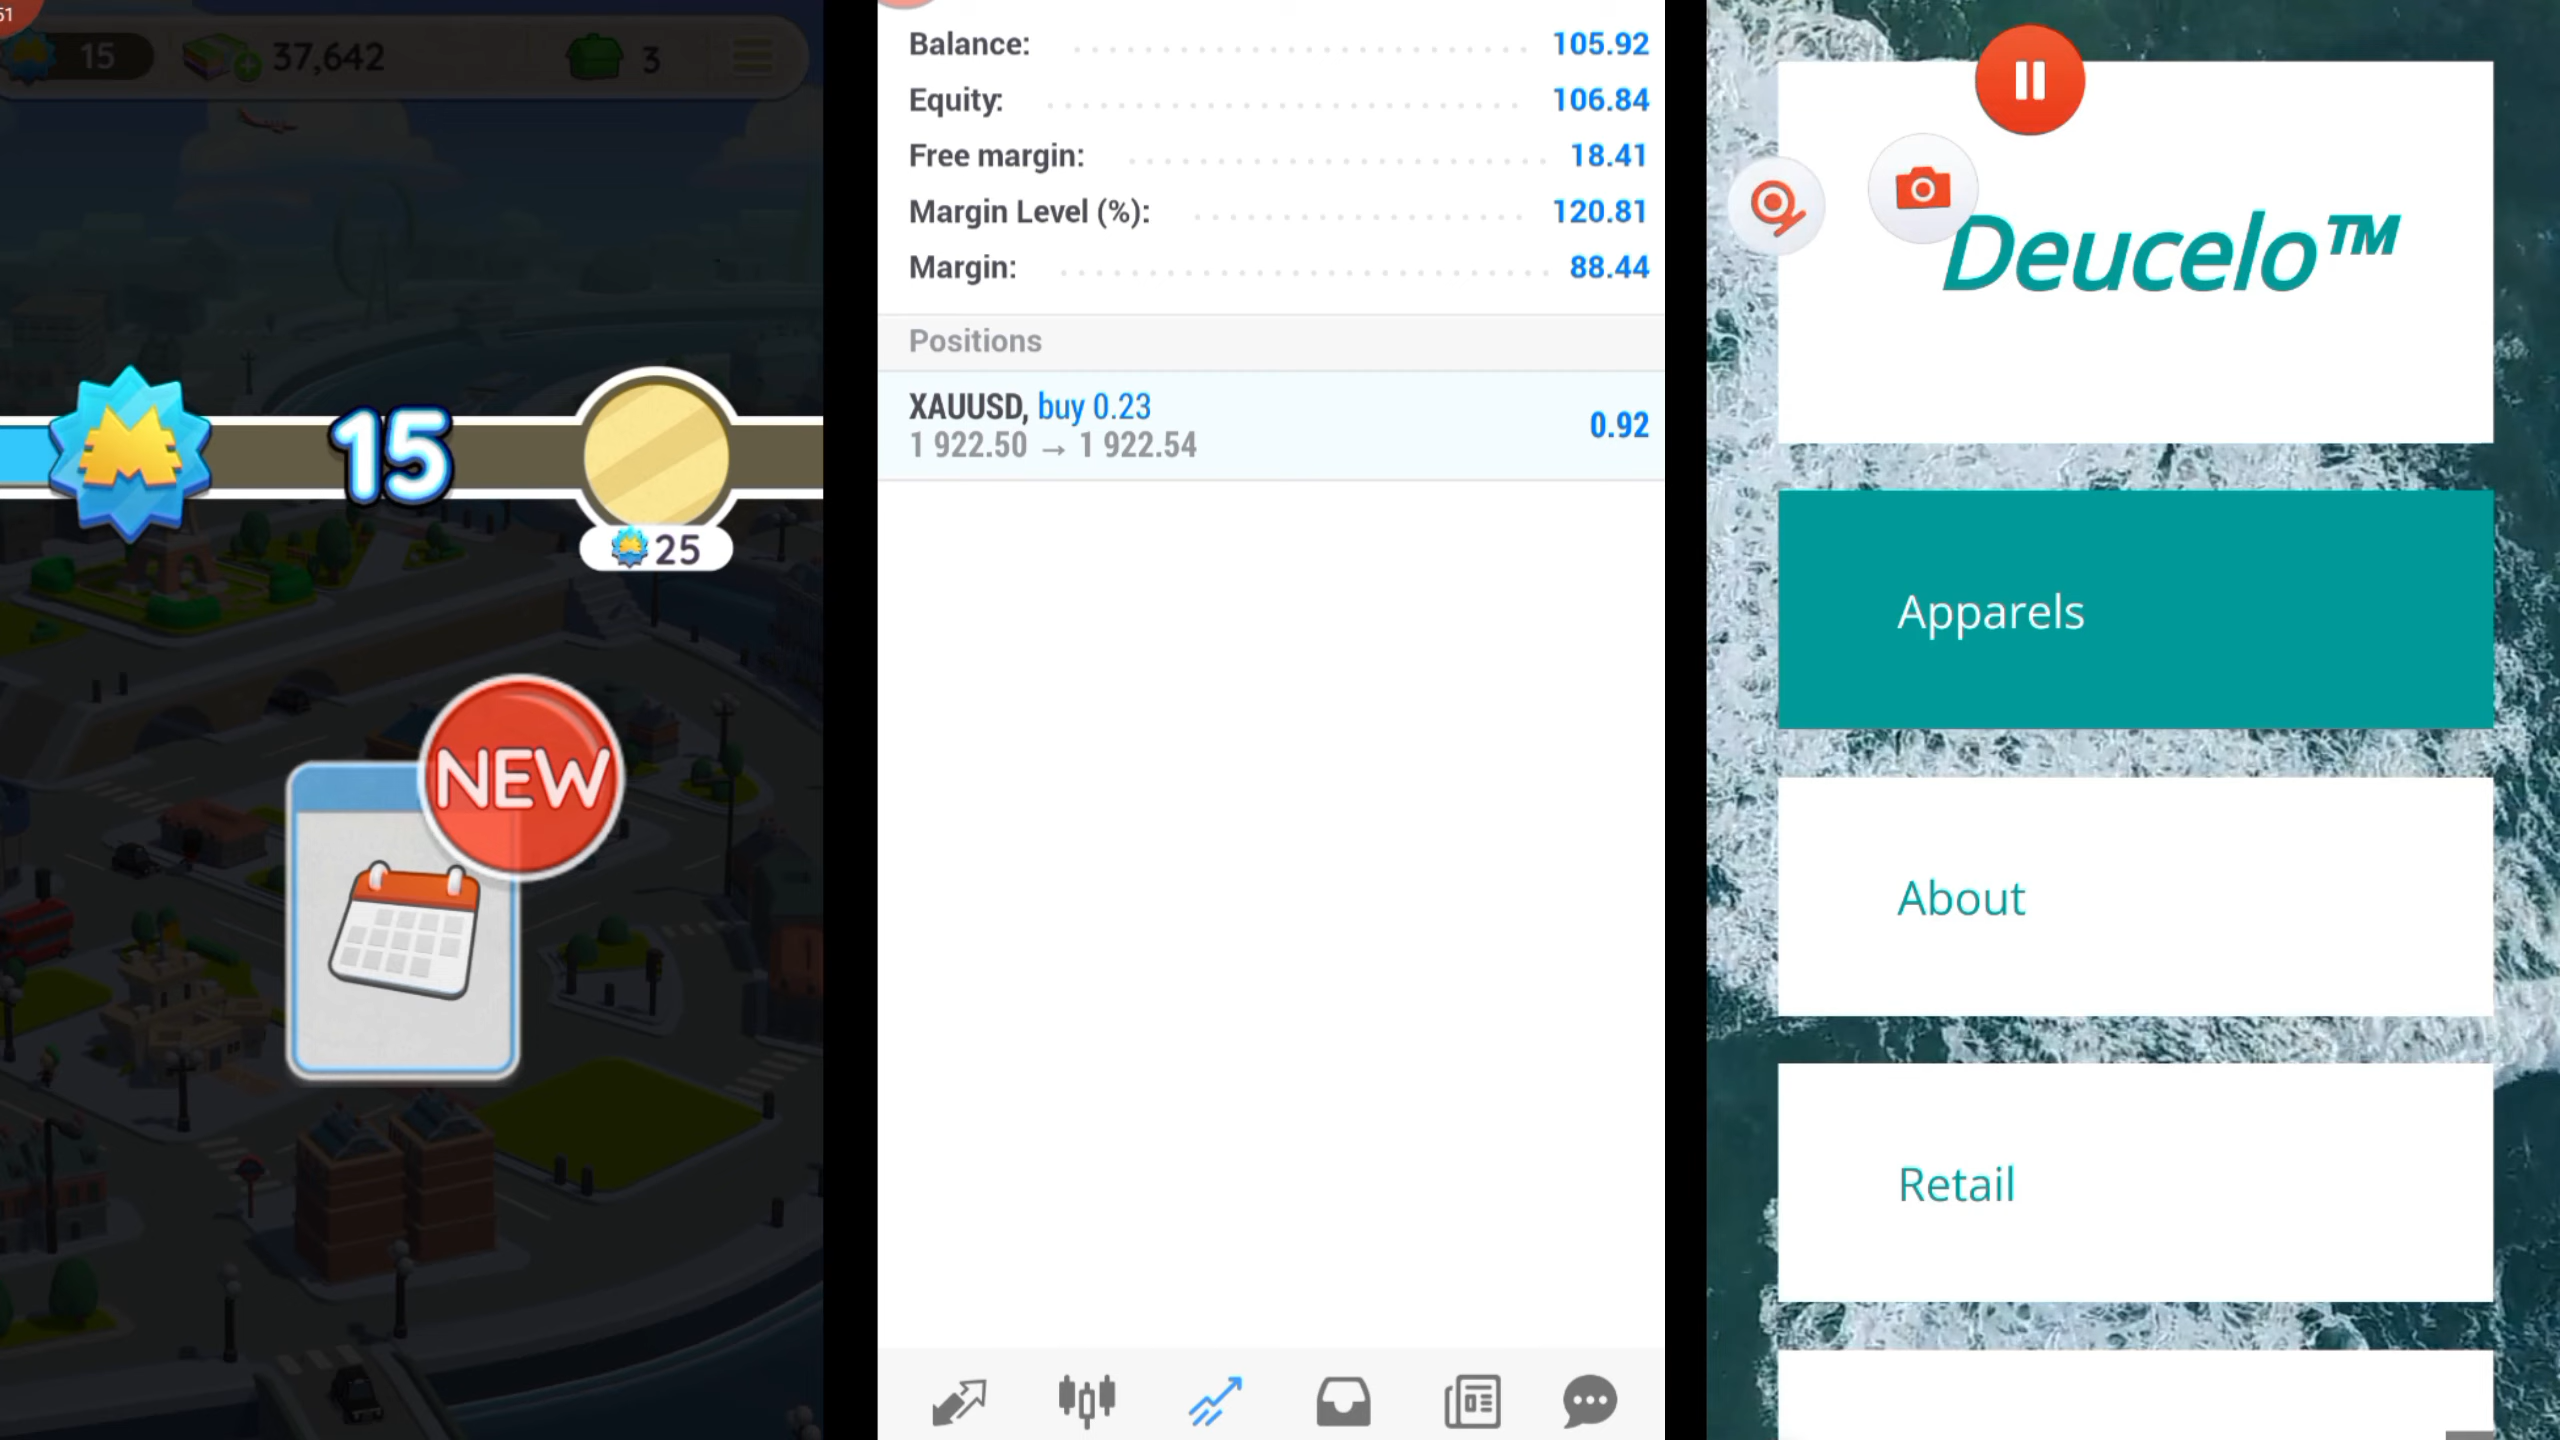 51
15
37,642
3
15
25
NEW
Balance: 105.92
Equity: 106.84
Free margin: 18.41
Margin Level (%): 120.81
Margin: 88.44
Positions
XAUUSD, buy 0.23
1 922.50 → 1 922.54
0.92
Deucelo™
Apparels
About
Retail